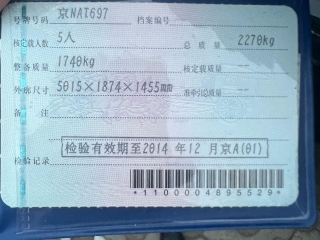 号牌号码 京NAT697 档案编号
核定载人数 5人 总质量 2270kg
整备质量 1740kg 核定载质量 --
外廓尺寸 5015×1874×1455mm 准牵引总质量 --
备注
检验有效期至2014 年 12 月京A(01)
检验记录
*1100004895529*